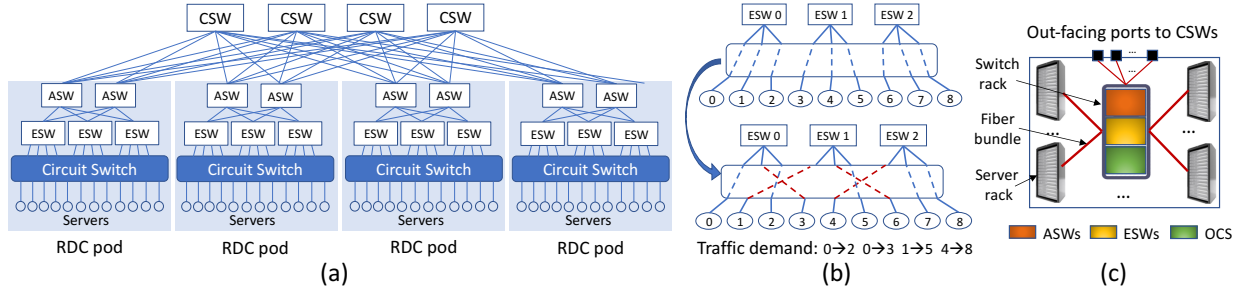 CSW CSW CSW CSW
ASW ASW ASW ASW ASW ASW ASW ASW
ESW ESW ESW ESW ESW ESW ESW ESW ESW ESW ESW ESW
Circuit Switch Circuit Switch Circuit Switch Circuit Switch
Servers Servers Servers Servers
RDC pod RDC pod RDC pod RDC pod
(a)
ESW 0 ESW 1 ESW 2
0 1 2 3 4 5 6 7 8
ESW 0 ESW 1 ESW 2
0 1 2 3 4 5 6 7 8
Traffic demand: 0→2 0→3 1→5 4→8
(b)
Out-facing ports to CSWs
...
...
Switch
rack
Fiber
bundle
Server
rack
... ...
...
ASWs ESWs OCS
(c)